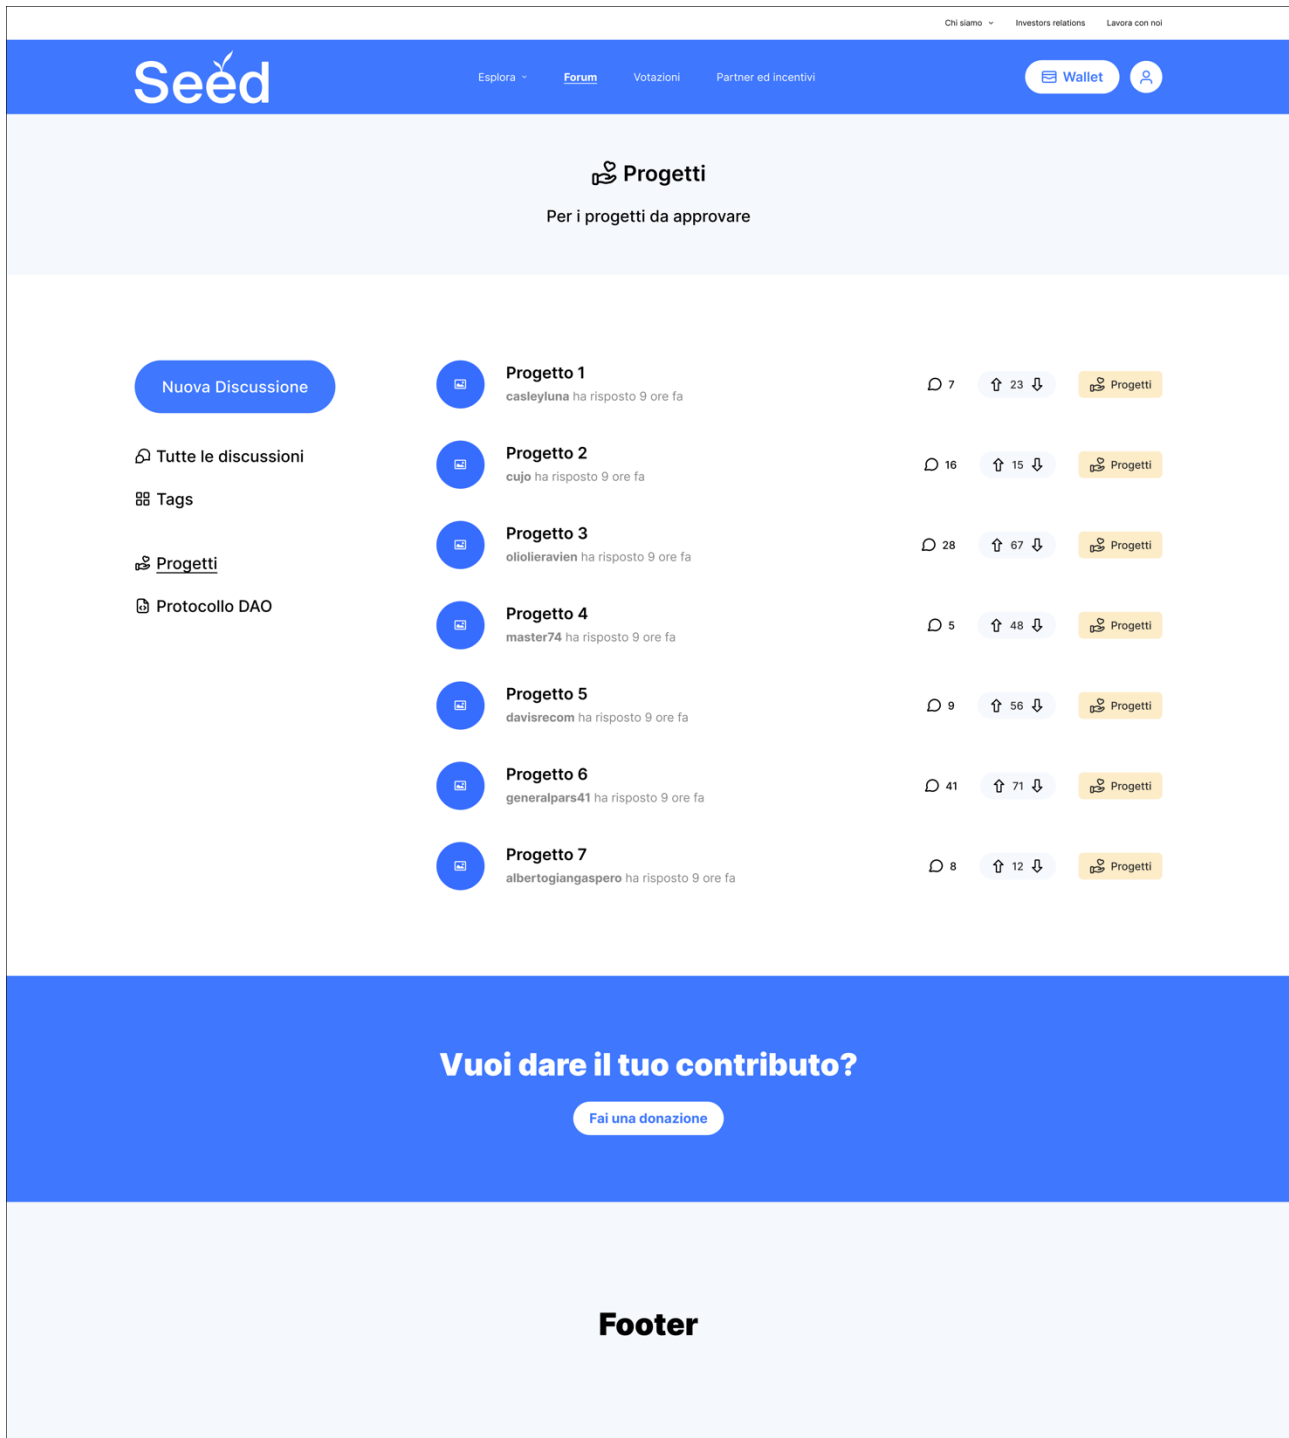 Chi siamo Investors relations Lavora con noi
Seed Esplora Forum Votazioni Partner ed incentivi Wallet
Progetti
Per i progetti da approvare
Nuova Discussione
Tutte le discussioni
Tags
Progetti
Protocollo DAO
Progetto 1
casleyluna ha risposto 9 ore fa
7 23 Progetti
Progetto 2
cujo ha risposto 9 ore fa
16 15 Progetti
Progetto 3
oliolieravien ha risposto 9 ore fa
28 67 Progetti
Progetto 4
master74 ha risposto 9 ore fa
5 48 Progetti
Progetto 5
davisrecom ha risposto 9 ore fa
9 56 Progetti
Progetto 6
generalpars41 ha risposto 9 ore fa
41 71 Progetti
Progetto 7
albertogiangaspero ha risposto 9 ore fa
8 12 Progetti
Vuoi dare il tuo contributo?
Fai una donazione
Footer